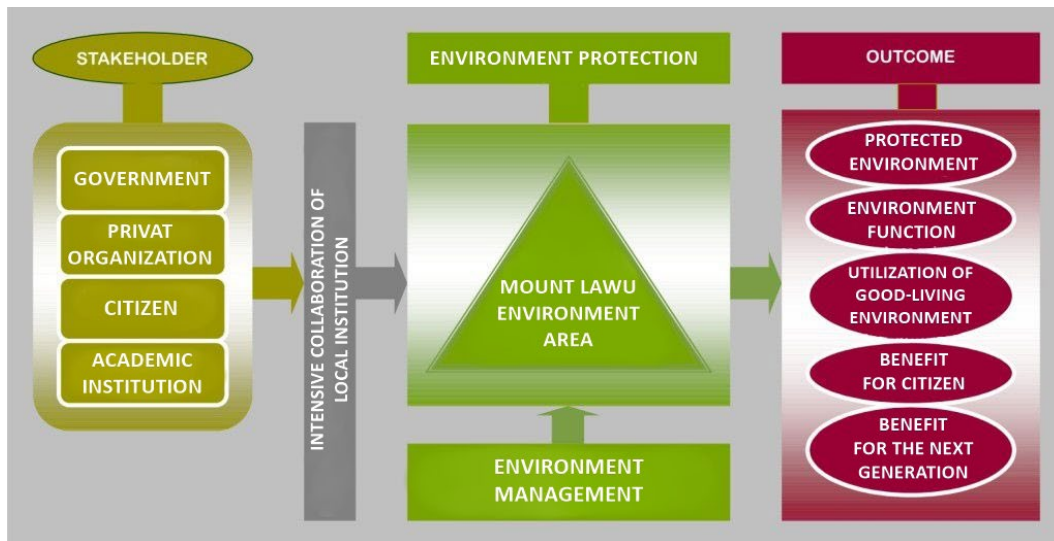 STAKEHOLDER
GOVERNMENT
PRIVAT
ORGANIZATION
CITIZEN
ACADEMIC
INSTITUTION
INTENSIVE COLLABORATION OF
LOCAL INSTITUTION
ENVIRONMENT PROTECTION
MOUNT LAWU
ENVIRONMENT
AREA
ENVIRONMENT
MANAGEMENT
OUTCOME
PROTECTED
ENVIRONMENT
ENVIRONMENT
FUNCTION
UTILIZATION OF
GOOD-LIVING
ENVIRONMENT
BENEFIT
FOR CITIZEN
BENEFIT
FOR THE NEXT
GENERATION